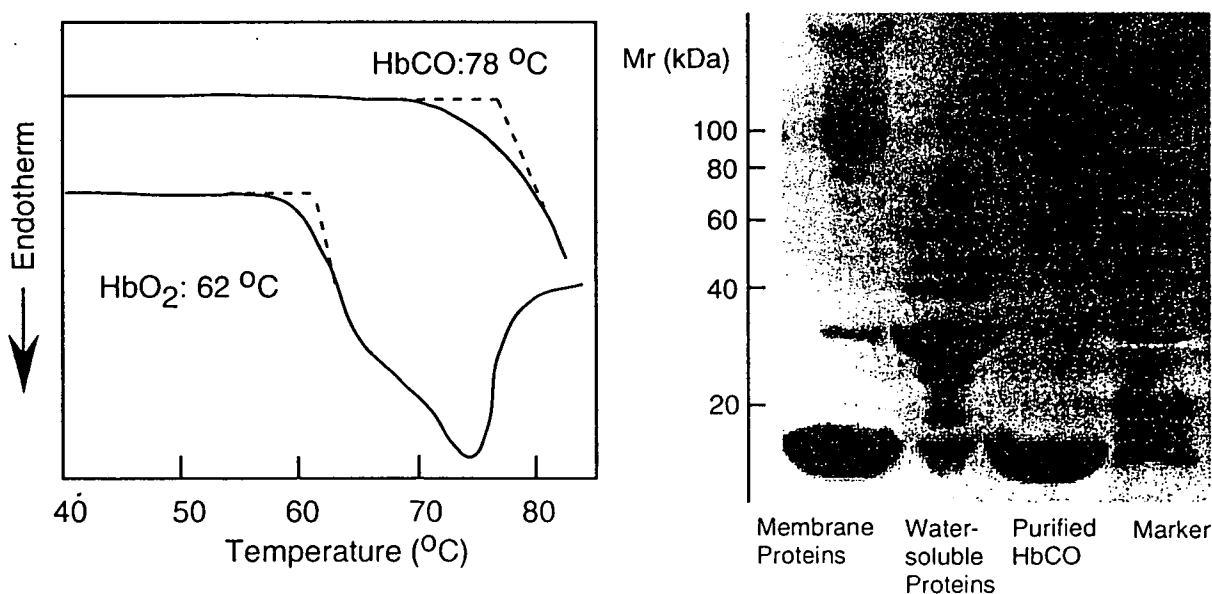 HbCO:78 °C
HbO2: 62 °C
← Endotherm
40 50 60 70 80
Temperature (°C)
Mr (kDa)
100
80
60
40
20
Membrane Proteins
Water-soluble Proteins
Purified HbCO
Marker